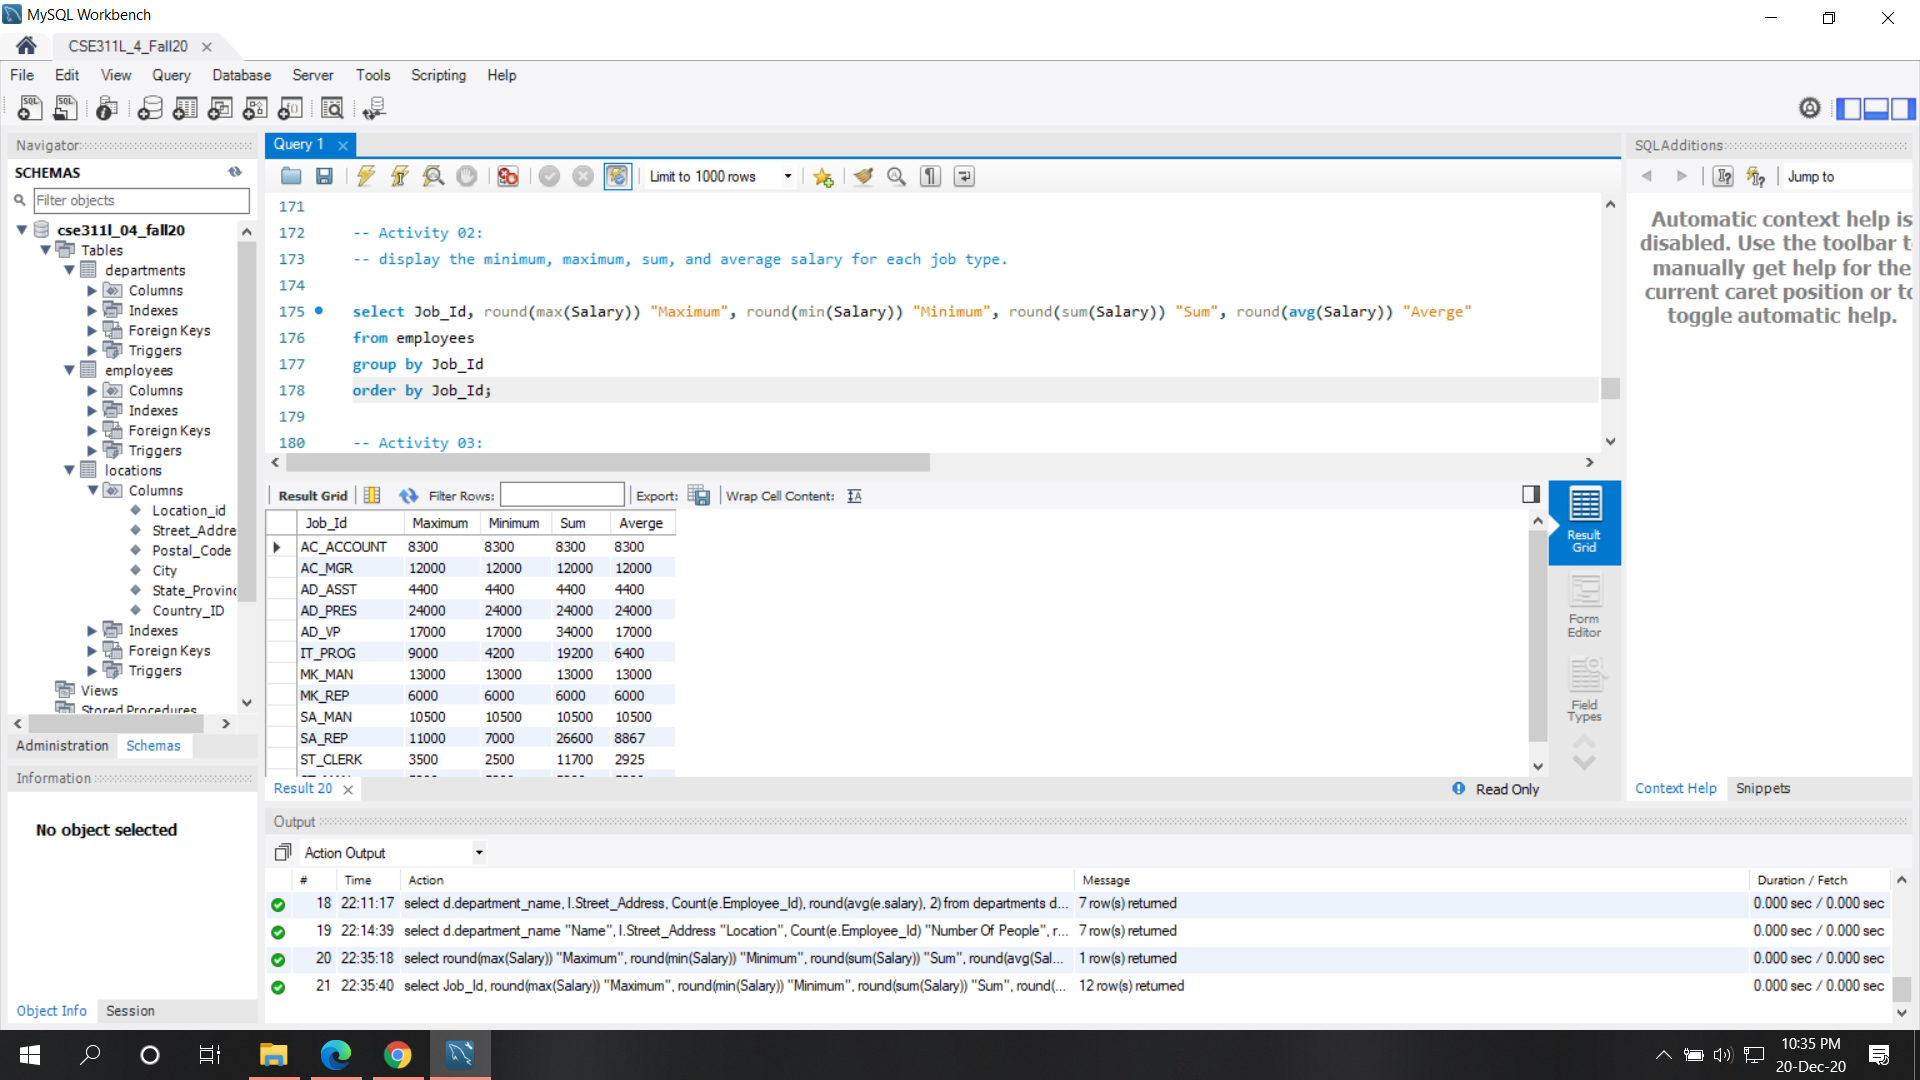 MySQL Workbench
CSE311L_4_Fall20
File Edit View Query Database Server Tools Scripting Help
Navigator
SCHEMAS
Filter objects
cse311l_04_fall20
Tables
departments
Columns
Indexes
Foreign Keys
Triggers
employees
Columns
Indexes
Foreign Keys
Triggers
locations
Columns
Location_id
Street_Addre
Postal_Code
City
State_Provinc
Country_ID
Indexes
Foreign Keys
Triggers
Views
Stored Procedures
Administration Schemas
Information
No object selected
Object Info Session
Query 1
Limit to 1000 rows
171
172 -- Activity 02:
173 -- display the minimum, maximum, sum, and average salary for each job type.
174
175 select Job_Id, round(max(Salary)) "Maximum", round(min(Salary)) "Minimum", round(sum(Salary)) "Sum", round(avg(Salary)) "Averge"
176 from employees
177 group by Job_Id
178 order by Job_Id;
179
180 -- Activity 03:
Result Grid Filter Rows: Export: Wrap Cell Content:
Job_Id Maximum Minimum Sum Averge
AC_ACCOUNT 8300 8300 8300 8300
AC_MGR 12000 12000 12000 12000
AD_ASST 4400 4400 4400 4400
AD_PRES 24000 24000 24000 24000
AD_VP 17000 17000 34000 17000
IT_PROG 9000 4200 19200 6400
MK_MAN 13000 13000 13000 13000
MK_REP 6000 6000 6000 6000
SA_MAN 10500 10500 10500 10500
SA_REP 11000 7000 26600 8867
ST_CLERK 3500 2500 11700 2925
Result Grid
Form Editor
Field Types
Result 20
Read Only
SQLAdditions
Jump to
Automatic context help is
disabled. Use the toolbar t
manually get help for the
current caret position or to
toggle automatic help.
Context Help Snippets
Output
Action Output
# Time Action Message Duration / Fetch
18 22:11:17 select d.department_name, l.Street_Address, Count(e.Employee_Id), round(avg(e.salary), 2) from departments d... 7 row(s) returned 0.000 sec / 0.000 sec
19 22:14:39 select d.department_name "Name", l.Street_Address "Location", Count(e.Employee_Id) "Number Of People", r... 7 row(s) returned 0.000 sec / 0.000 sec
20 22:35:18 select round(max(Salary)) "Maximum", round(min(Salary)) "Minimum", round(sum(Salary)) "Sum", round(avg(Sal... 1 row(s) returned 0.000 sec / 0.000 sec
21 22:35:40 select Job_Id, round(max(Salary)) "Maximum", round(min(Salary)) "Minimum", round(sum(Salary)) "Sum", round(... 12 row(s) returned 0.000 sec / 0.000 sec
10:35 PM
20-Dec-20